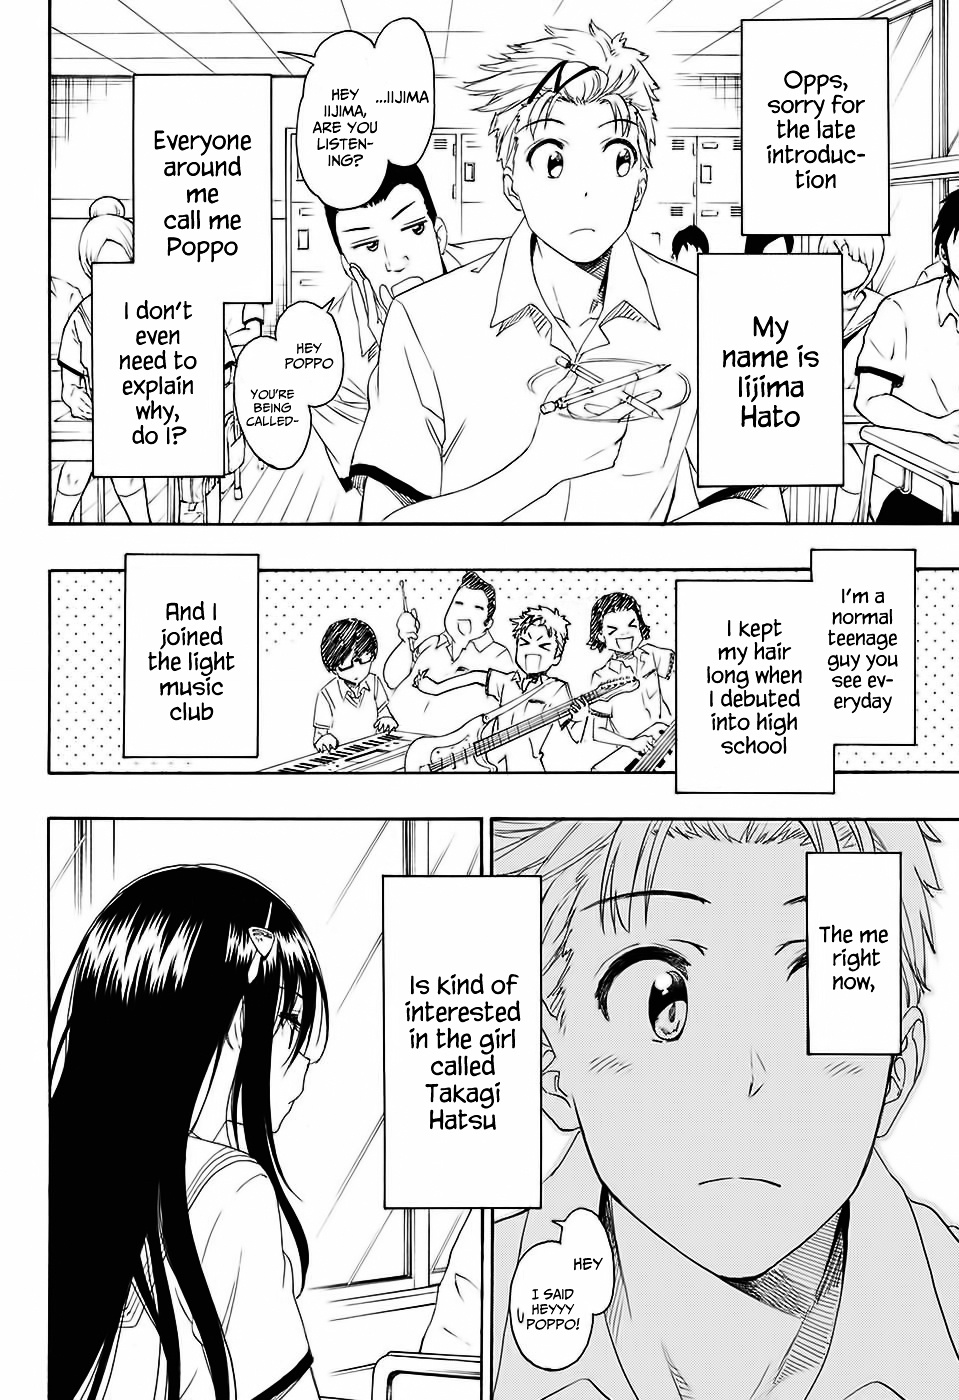 Opps,
sorry for
the late
introduc-
tion
My
name is
Iijima
Hato
...IIJIMA
HEY
IIJIMA,
ARE YOU
LISTEN-
ING?
HEY
POPPO
YOU'RE
BEING
CALLED-
Everyone
around
me
call me
Poppo
I don't
even
need to
explain
why,
do I?
I'm a
normal
teenage
guy you
see ev-
eryday
I kept
my hair
long when
I debuted
into high
school
And I
joined
the light
music
club
The me
right
now,
HEY
I SAID
HEYYY
POPPO!
Is kind of
interested
in the girl
called
Takagi
Hatsu